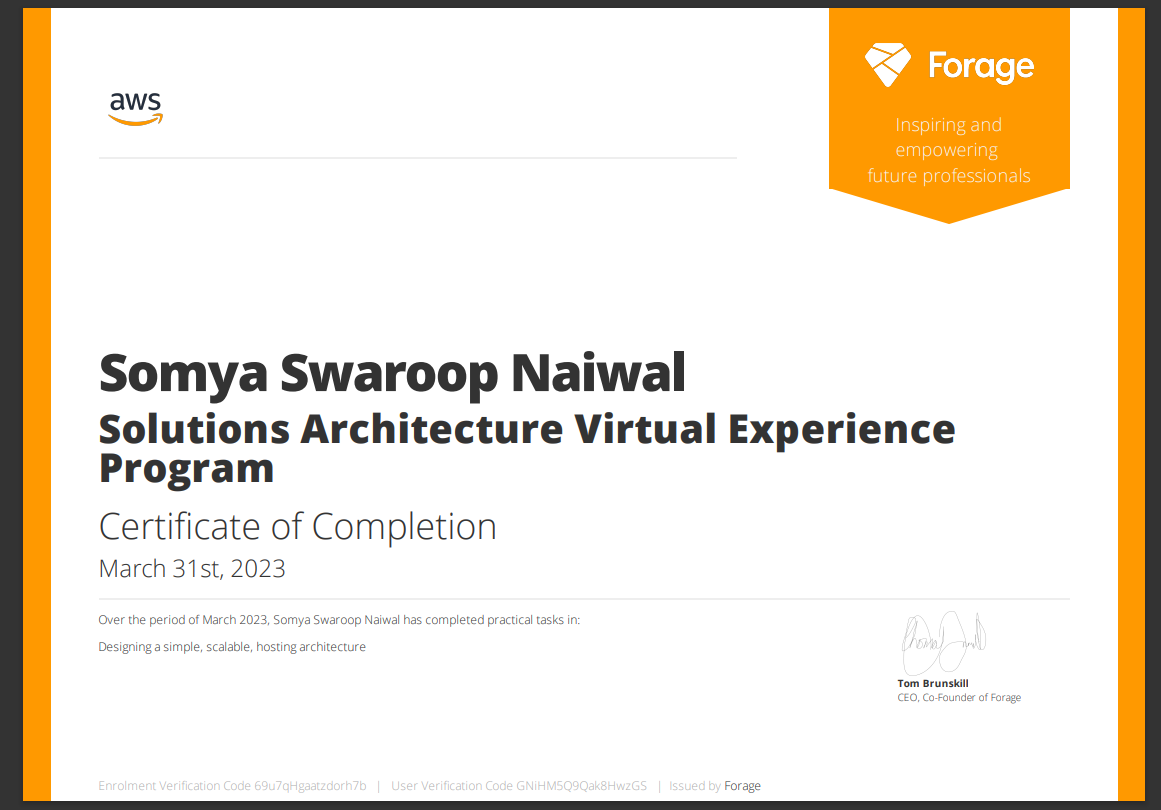 aws
Forage
Inspiring and
empowering
future professionals
Somya Swaroop Naiwal
Solutions Architecture Virtual Experience
Program
Certificate of Completion
March 31st, 2023
Over the period of March 2023, Somya Swaroop Naiwal has completed practical tasks in:
Designing a simple, scalable, hosting architecture
Tom Brunskill
CEO, Co-Founder of Forage
Enrolment Verification Code 69u7qHgaatzdorh7b | User Verification Code GNiHM5Q9Qak8HwzGS | Issued by Forage